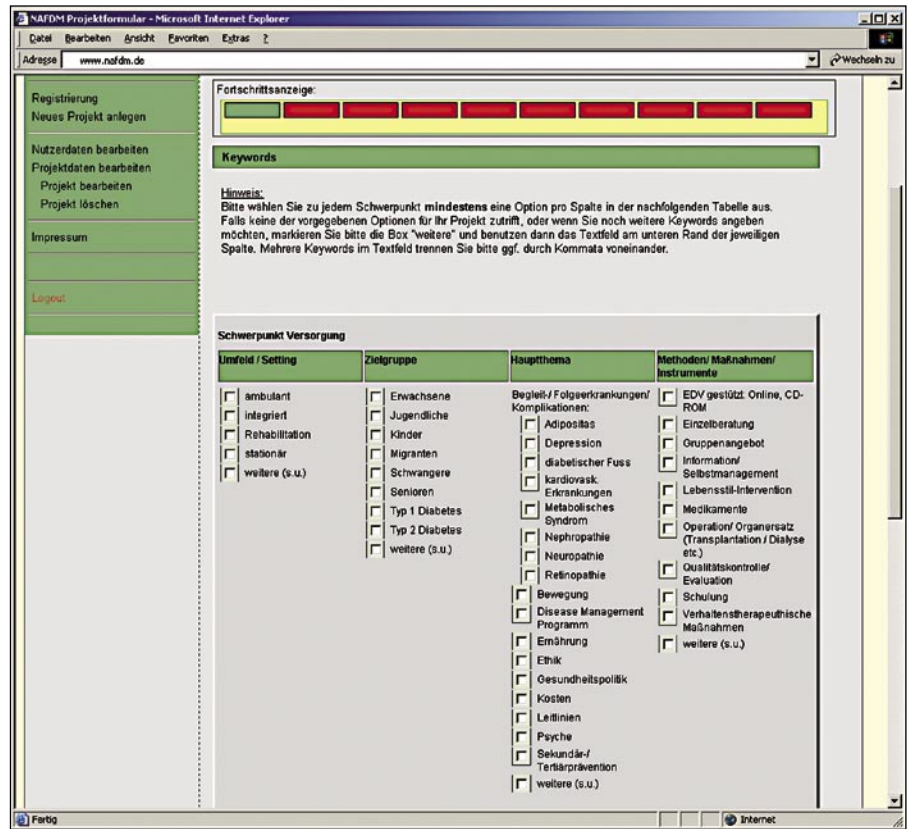 NAFDM Projektformular - Microsoft Internet Explorer
Datei Bearbeiten Ansicht Favoriten Extras ?
Adresse www.nafdm.de Wechseln zu
Registrierung
Neues Projekt anlegen
Nutzerdaten bearbeiten
Projektdaten bearbeiten
Projekt bearbeiten
Projekt löschen
Impressum
Logout
Fortschrittsanzeige:
Keywords
Hinweis:
Bitte wählen Sie zu jedem Schwerpunkt mindestens eine Option pro Spalte in der nachfolgenden Tabelle aus.
Falls keine der vorgegebenen Optionen für Ihr Projekt zutrifft, oder wenn Sie noch weitere Keywords angeben
möchten, markieren Sie bitte die Box "weitere" und benutzen dann das Textfeld am unteren Rand der jeweiligen
Spalte. Mehrere Keywords im Textfeld trennen Sie bitte ggf. durch Kommata voneinander.
Schwerpunkt Versorgung
Umfeld / Setting
ambulant
integriert
Rehabilitation
stationär
weitere (s.u.)
Zielgruppe
Erwachsene
Jugendliche
Kinder
Migranten
Schwangere
Senioren
Typ 1 Diabetes
Typ 2 Diabetes
weitere (s.u.)
Hauptthema
Begleit-/ Folgeerkrankungen/
Komplikationen:
Adipositas
Depression
diabetischer Fuss
kardiovask.
Erkrankungen
Metabolisches
Syndrom
Nephropathie
Neuropathie
Retinopathie
Bewegung
Disease Management
Programm
Ernährung
Ethik
Gesundheitspolitik
Kosten
Leitlinien
Psyche
Sekundär-/
Tertiärprävention
weitere (s.u.)
Methoden/ Maßnahmen/
Instrumente
EDV gestützt: Online, CD-
ROM
Einzelberatung
Gruppenangebot
Information/
Selbstmanagement
Lebensstil-Intervention
Medikamente
Operation/ Organersatz
(Transplantation / Dialyse
etc.)
Qualitätskontrolle/
Evaluation
Schulung
Verhaltenstherapeuthische
Maßnahmen
weitere (s.u.)
Fertig
Internet